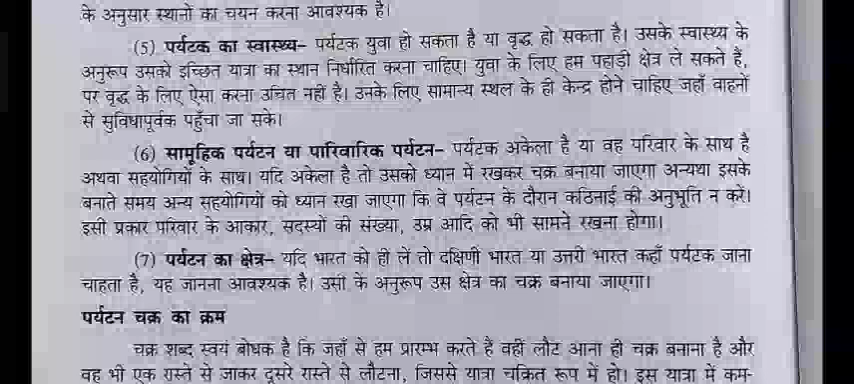 के अनुसार स्थानों का चयन करना आवश्यक है।
(5) पर्यटक का स्वास्थ्य– पर्यटक युवा हो सकता है या वृद्ध हो सकता है। उसके स्वास्थ्य के
अनुरूप उसको इच्छित यात्रा का स्थान निर्धारित करना चाहिए। युवा के लिए हम पहाड़ी क्षेत्र ले सकते हैं,
पर वृद्ध के लिए ऐसा करना उचित नहीं है। उनके लिए सामान्य स्थल के ही केन्द्र होने चाहिए जहाँ वाहनों
से सुविधापूर्वक पहुँचा जा सके।
(6) सामूहिक पर्यटन या पारिवारिक पर्यटन– पर्यटक अकेला है या वह परिवार के साथ है
अथवा सहयोगियों के साथ। यदि अकेला है तो उसको ध्यान में रखकर चक्र बनाया जाएगा अन्यथा इसके
बनाते समय अन्य सहयोगियों को ध्यान रखा जाएगा कि वे पर्यटन के दौरान कठिनाई की अनुभूति न करें।
इसी प्रकार परिवार के आकार, सदस्यों की संख्या, उम्र आदि को भी सामने रखना होगा।
(7) पर्यटन का क्षेत्र– यदि भारत को ही लें तो दक्षिणी भारत या उत्तरी भारत कहाँ पर्यटक जाना
चाहता है, यह जानना आवश्यक है। उसी के अनुरूप उस क्षेत्र का चक्र बनाया जाएगा।
पर्यटन चक्र का क्रम
चक्र शब्द स्वयं बोधक है कि जहाँ से हम प्रारम्भ करते हैं वहीं लौट आना ही चक्र बनाना है और
वह भी एक रास्ते से जाकर दूसरे रास्ते से लौटना, जिससे यात्रा चक्रित रूप में हो। इस यात्रा में कम-